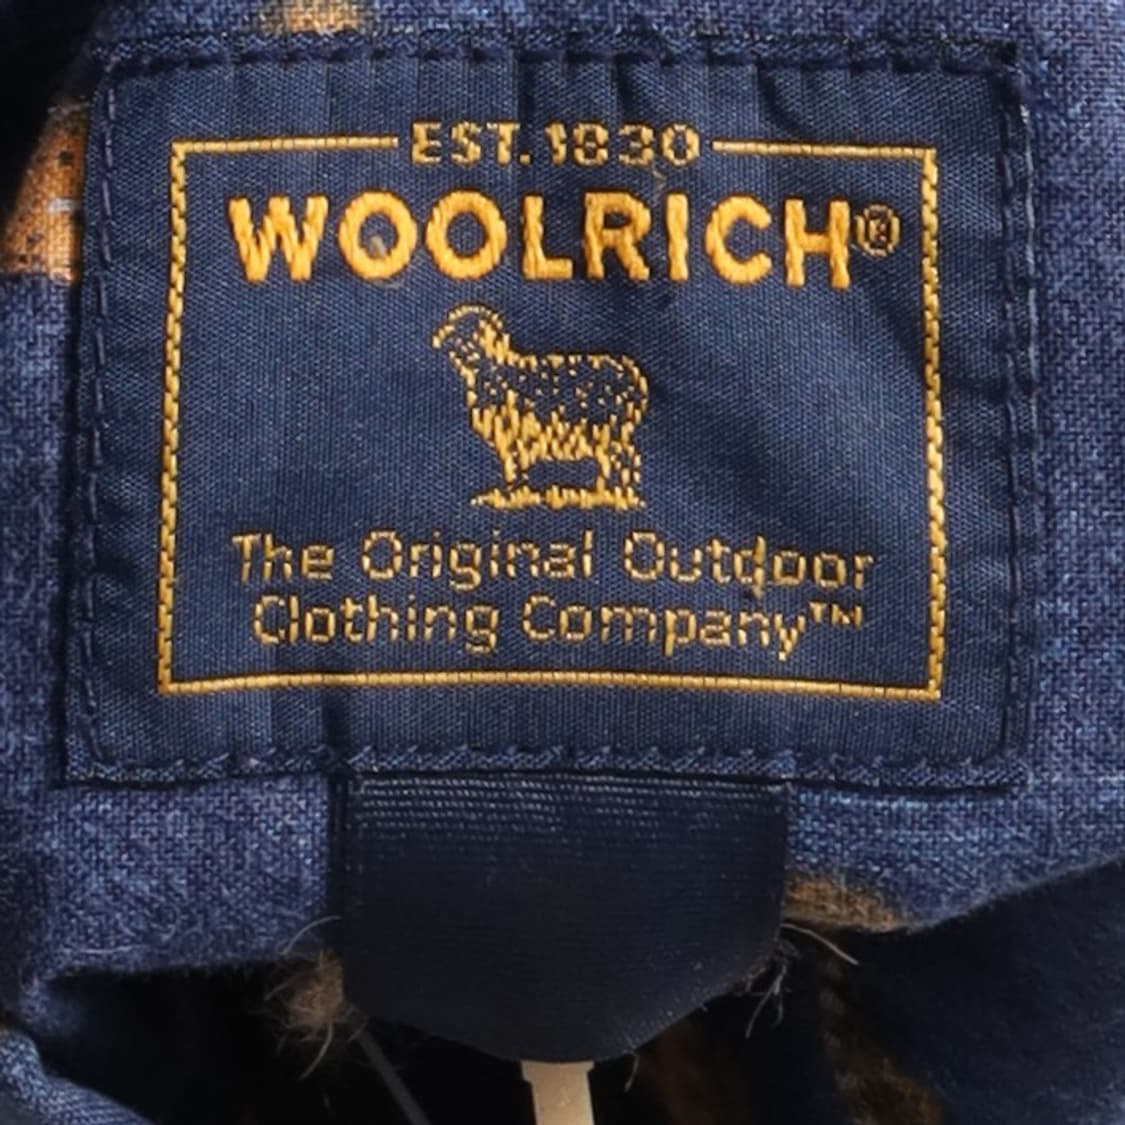 EST. 1830
WOOLRICH®
The Original Outdoor
Clothing Company™